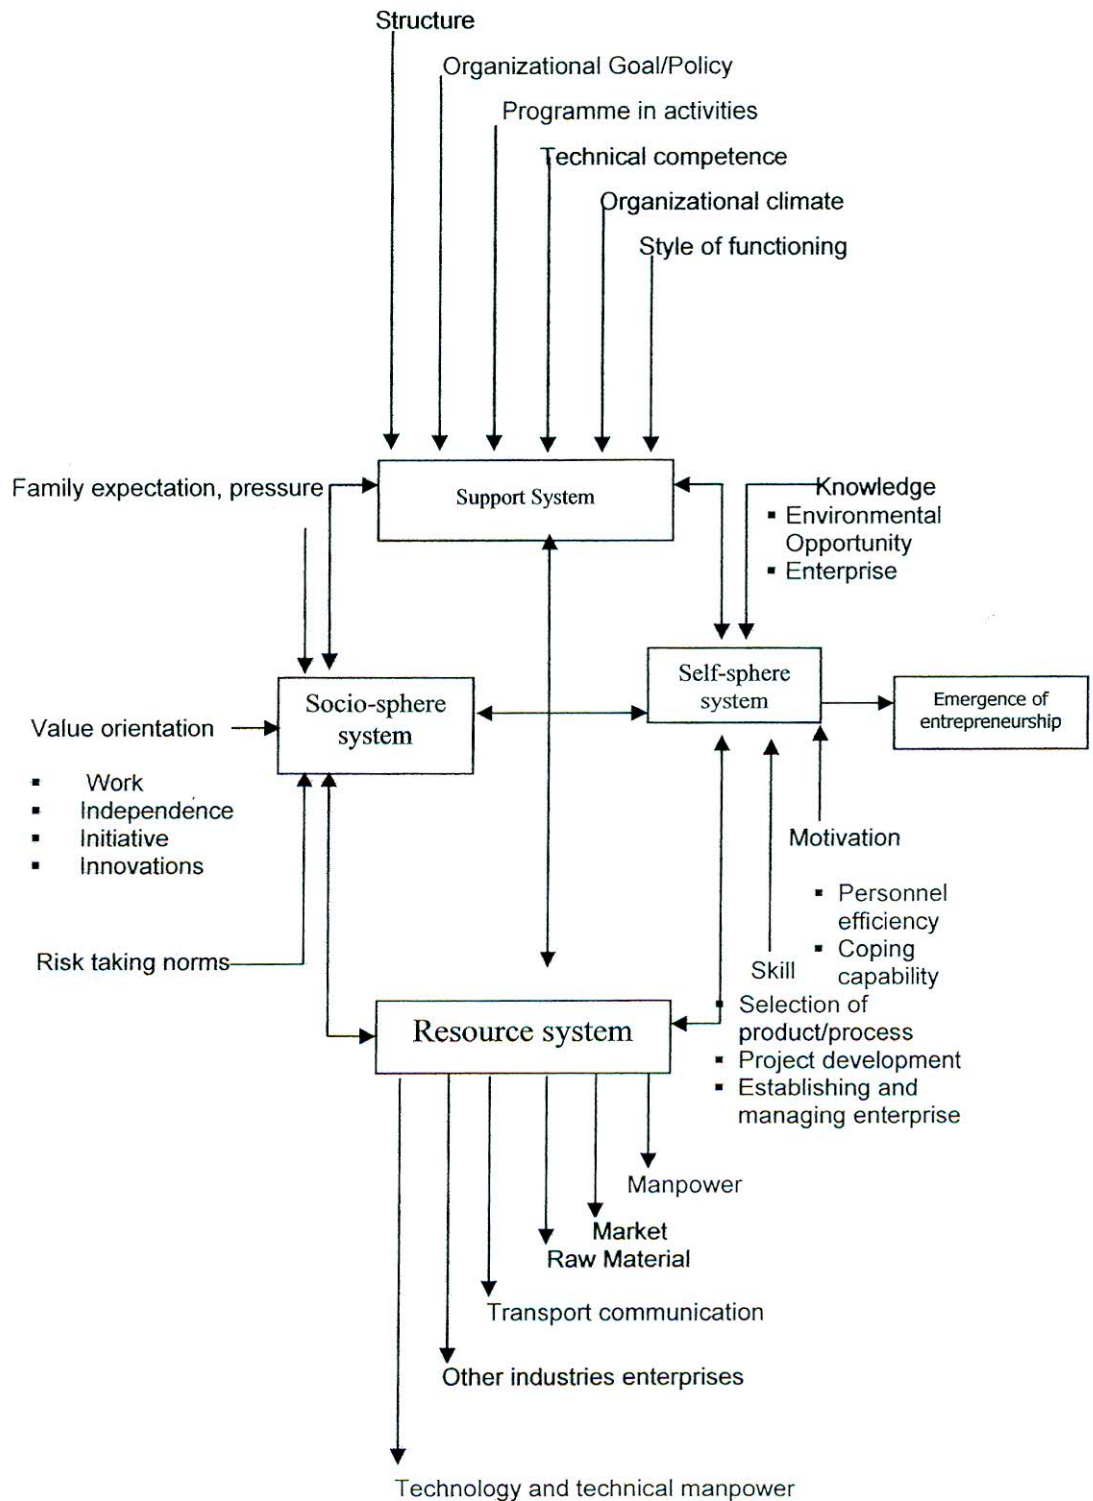 Structure
Organizational Goal/Policy
Programme in activities
Technical competence
Organizational climate
Style of functioning
Family expectation, pressure
Support System
Knowledge
▪ Environmental
Opportunity
▪ Enterprise
Socio-sphere
system
Self-sphere
system
Emergence of
entrepreneurship
Value orientation
▪ Work
▪ Independence
▪ Initiative
▪ Innovations
Motivation
▪ Personnel
efficiency
▪ Coping
capability
Risk taking norms
Skill
▪ Selection of
product/process
▪ Project development
▪ Establishing and
managing enterprise
Resource system
Manpower
Market
Raw Material
Transport communication
Other industries enterprises
Technology and technical manpower